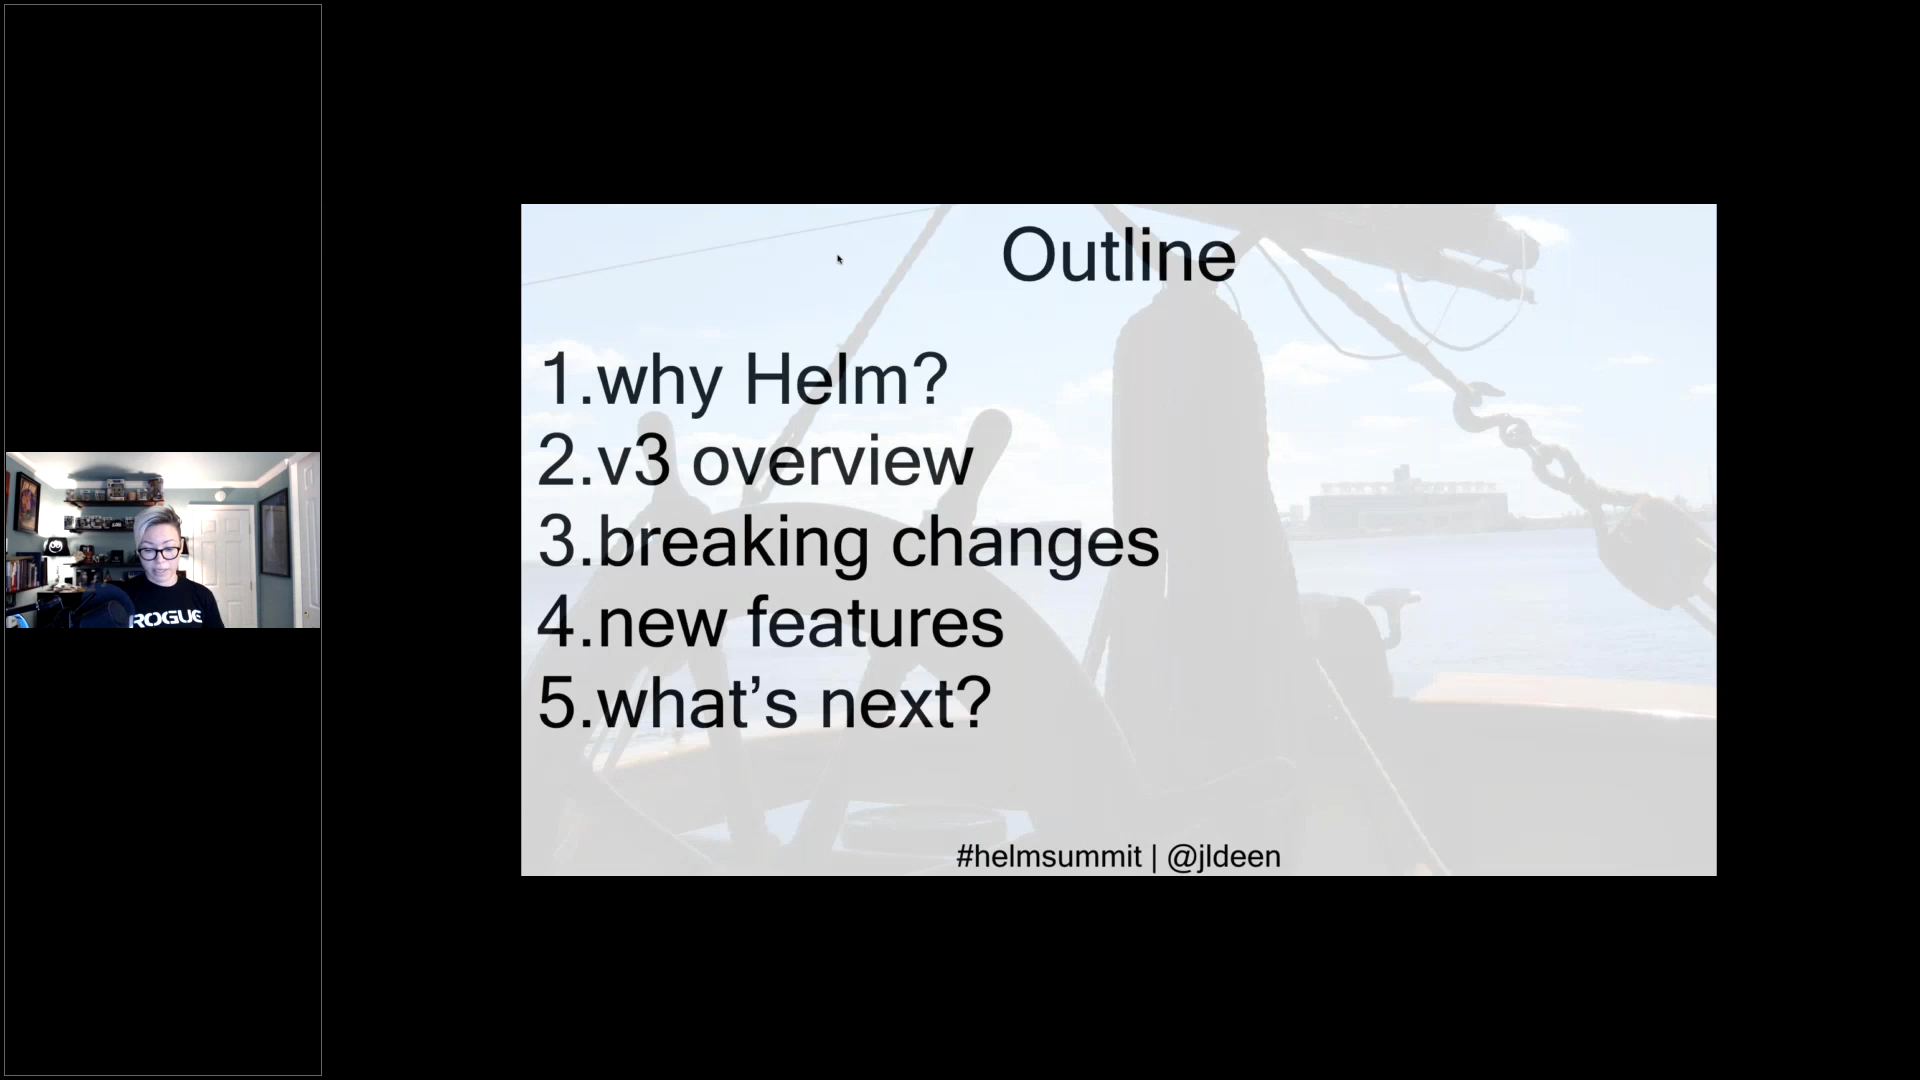 Outline
1.why Helm?
2.v3 overview
3.breaking changes
4.new features
5.what’s next?
#helmsummit | @jldeen
ROGUE